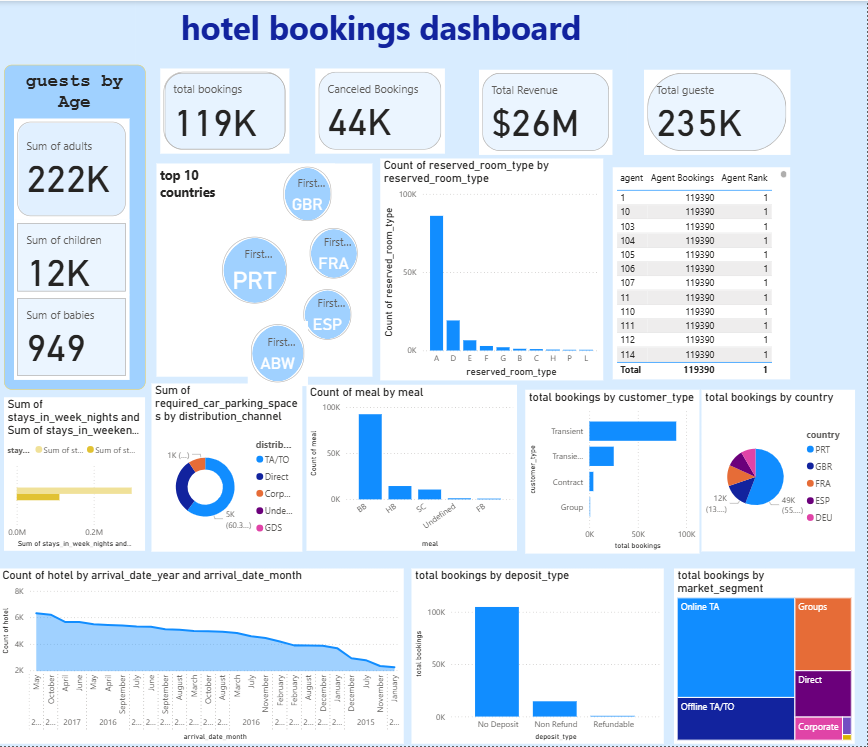 hotel bookings dashboard
guests by
Age
Sum of adults
222K
Sum of children
12K
Sum of babies
949
total bookings
119K
Canceled Bookings
44K
Total Revenue
$26M
Total gueste
235K
top 10
countries
First...
GBR
First...
PRT
First...
FRA
First...
ESP
First...
ABW
Count of reserved_room_type by
reserved_room_type
Count of reserved_room_type
100K
50K
0K
A D E F G B C H P L
reserved_room_type
agent Agent Bookings Agent Rank
1 119390 1
10 119390 1
103 119390 1
104 119390 1
105 119390 1
106 119390 1
107 119390 1
11 119390 1
110 119390 1
111 119390 1
112 119390 1
114 119390 1
Total 119390 1
Sum of
stays_in_week_nights and
Sum of stays_in_weeken...
stay... Sum of st... Sum of st...
0.0M 0.2M
Sum of stays_in_week_nights and..
Sum of
required_car_parking_space
s by distribution_channel
1K (...)
5K
(60.3...)
distrib...
TA/TO
Direct
Corp...
Unde...
GDS
Count of meal by meal
Count of meal
100K
50K
0K
BB HB SC Undefined FB
meal
total bookings by customer_type
customer_type
Transient
Transie...
Contract
Group
0K 50K 100K
total bookings
total bookings by country
12K
(13....)
49K
(55....)
country
PRT
GBR
FRA
ESP
DEU
Count of hotel by arrival_date_year and arrival_date_month
Count of hotel
8K
6K
4K
2K
May October April June May April September July June September August March October August March July November February February August December January December July November January
2... 2... 2017 2016 2... 2... 2... 2... 2... 2... 2016 2... 2... 2... 2... 2015 2...
arrival_date_month
total bookings by deposit_type
total bookings
100K
50K
0K
No Deposit Non Refund Refundable
deposit_type
total bookings by
market_segment
Online TA
Offline TA/TO
Groups
Direct
Corporate